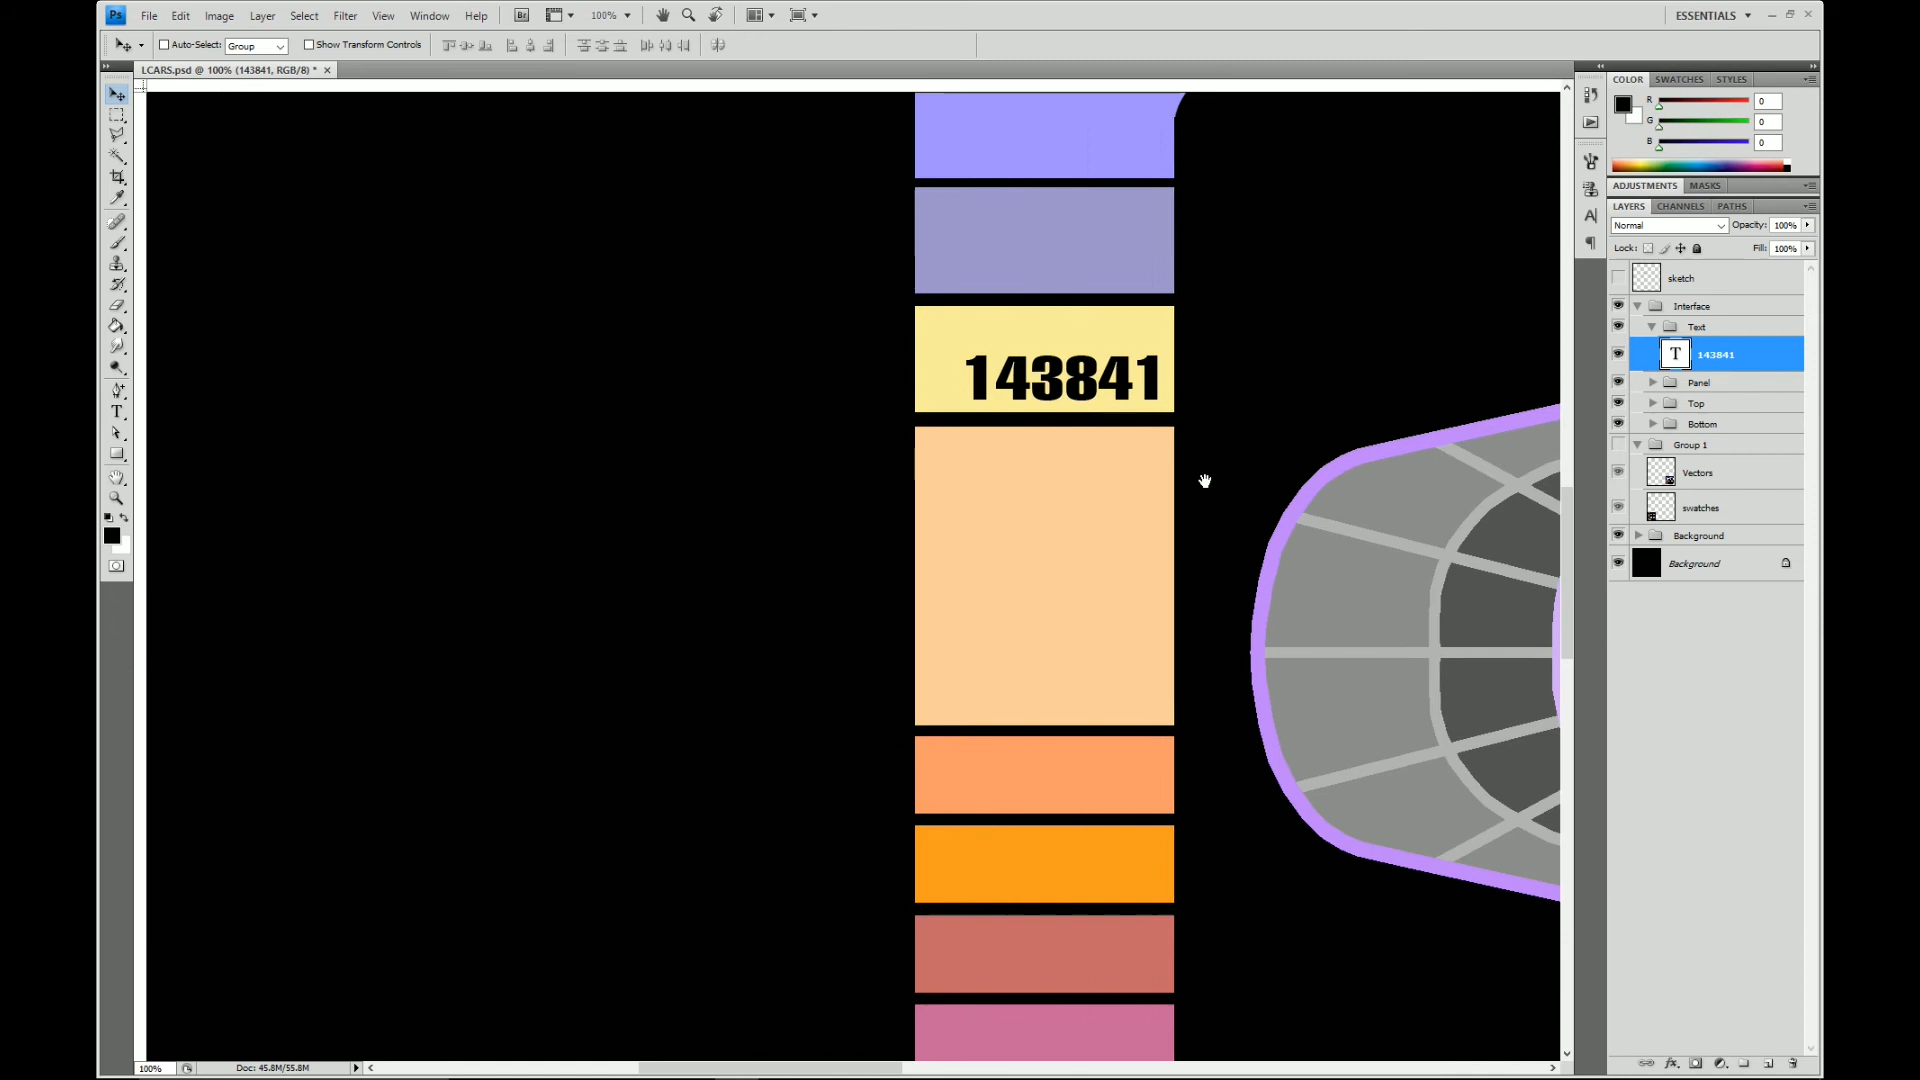 Ps File Edit Image Layer Select Filter View Window Help Br 100% ESSENTIALS
Auto-Select: Group Show Transform Controls
LCARS.psd @ 100% (143841, RGB/8) * ×
COLOR SWATCHES STYLES
R 0
G 0
B 0
ADJUSTMENTS MASKS
LAYERS CHANNELS PATHS
Normal Opacity: 100%
Lock: Fill: 100%
sketch
Interface
Text
T 143841
Panel
Top
Bottom
Group 1
Vectors
swatches
Background
Background
143841
100% Doc: 45.8M/55.8M